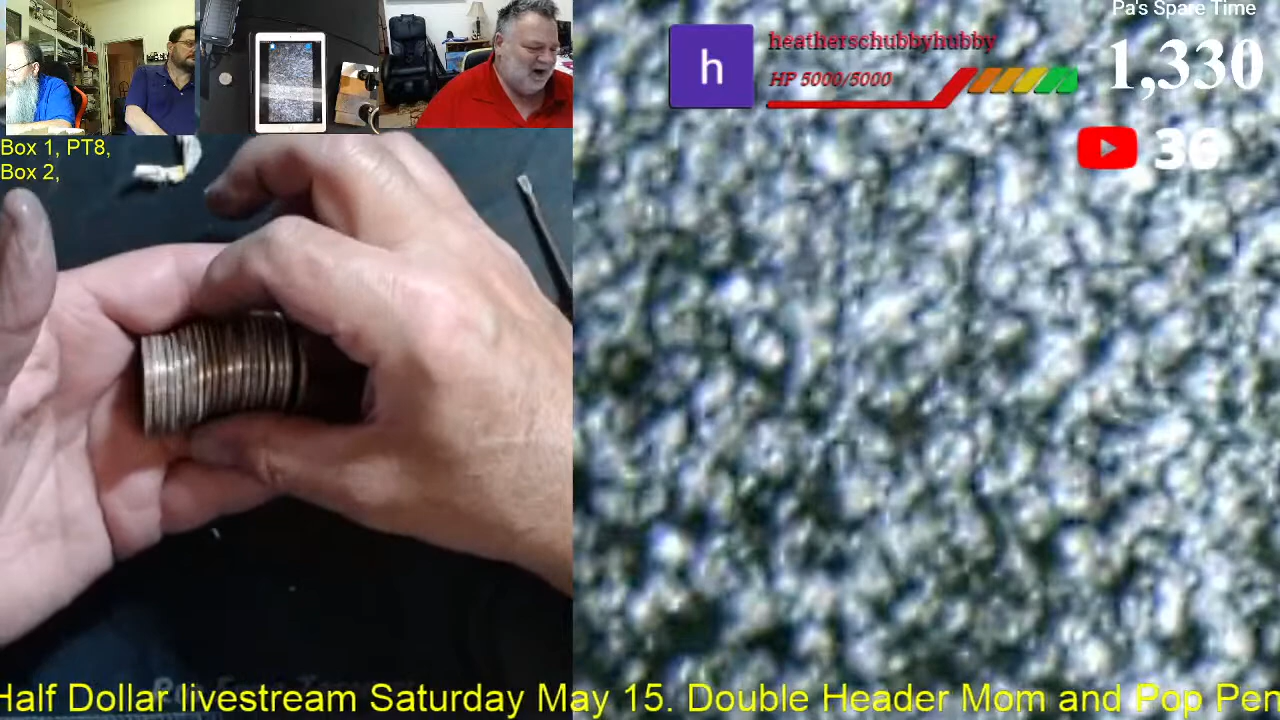 Pa's Spare Time
h
heatherschubbyhubby
1,330
HP 5000/5000
36
Box 1, PT8,
Box 2,
Half Dollar livestream Saturday May 15. Double Header Mom and Pop Pen